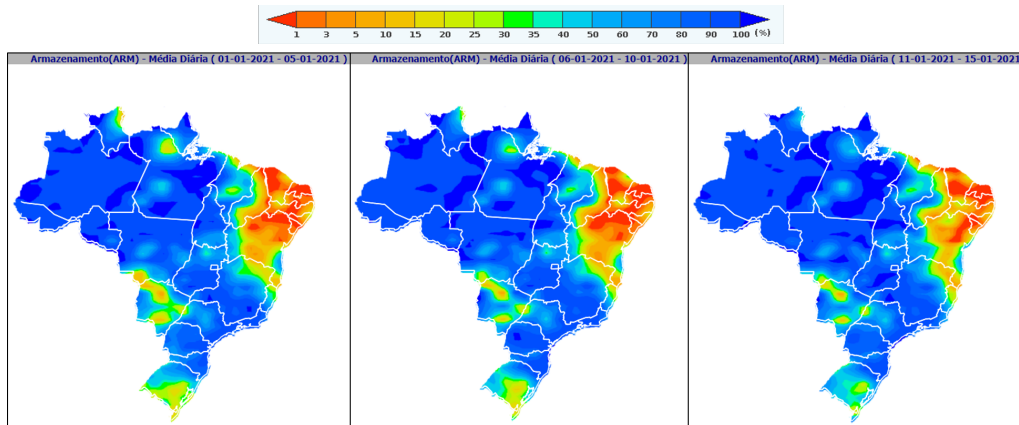 1 3 5 10 15 20 25 30 35 40 50 60 70 80 90 100 (%)
Armazenamento(ARM) - Média Diária ( 01-01-2021 - 05-01-2021 )
Armazenamento(ARM) - Média Diária ( 06-01-2021 - 10-01-2021 )
Armazenamento(ARM) - Média Diária ( 11-01-2021 - 15-01-2021